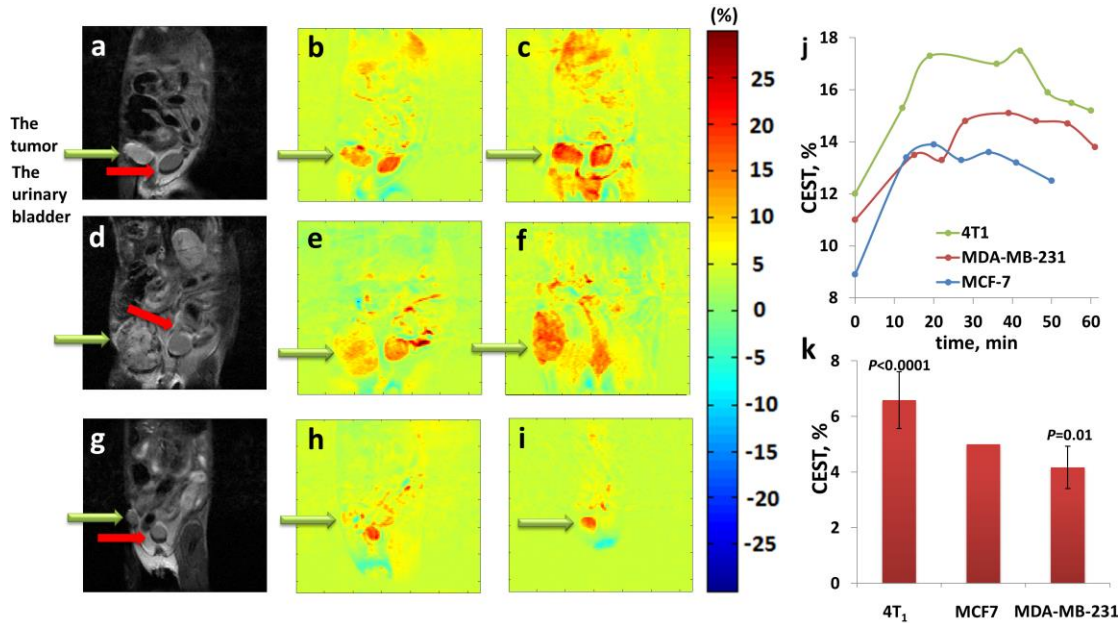 The
tumor
The
urinary
bladder
a
b
c
d
e
f
g
h
i
(%)
25
20
15
10
5
0
-5
-10
-15
-20
-25
j
18
16
14
12
10
8
CEST, %
4T1
MDA-MB-231
MCF-7
0 10 20 30 40 50 60
time, min
k
8
6
4
2
0
CEST, %
P<0.0001
P=0.01
4T₁ MCF7 MDA-MB-231